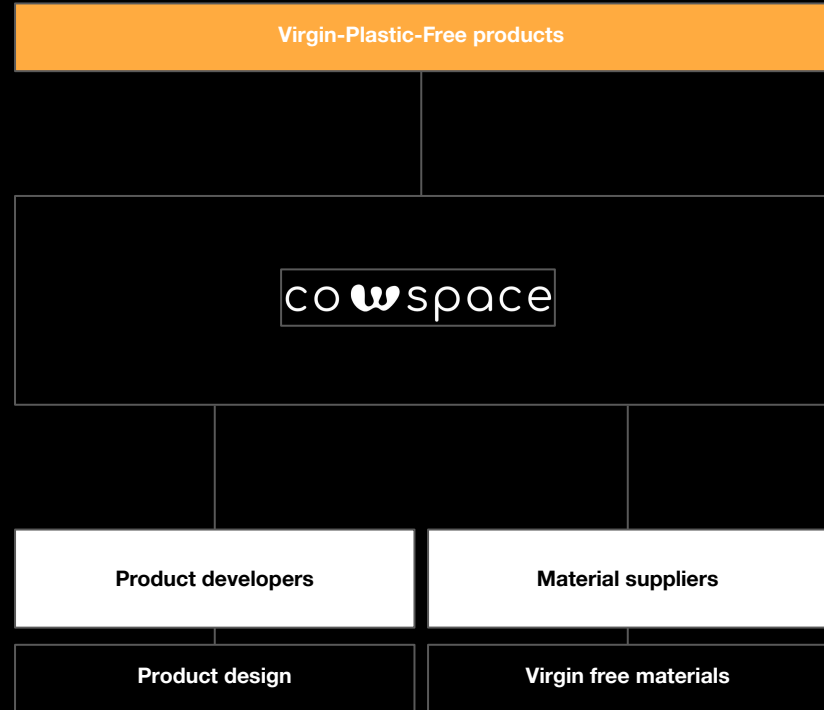 Virgin-Plastic-Free products
cowspace
Product developers
Material suppliers
Product design
Virgin free materials